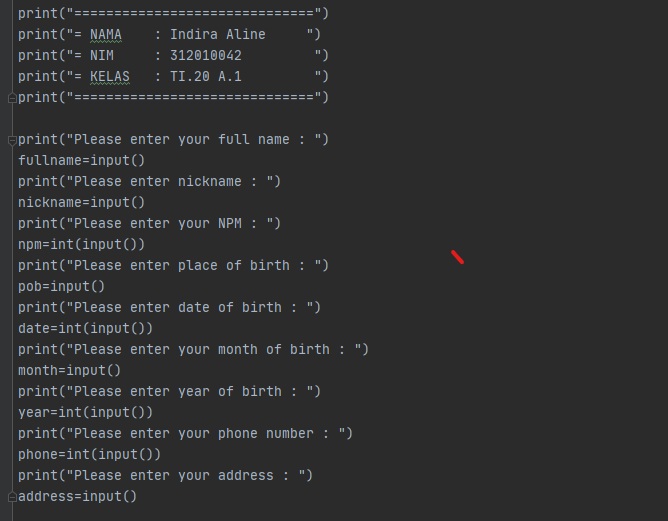 print("==============================")
print("= NAMA    : Indira Aline     ")
print("= NIM     : 312010042         ")
print("= KELAS   : TI.20 A.1         ")
print("==============================")
print("Please enter your full name : ")
fullname=input()
print("Please enter nickname : ")
nickname=input()
print("Please enter your NPM : ")
npm=int(input())
print("Please enter place of birth : ")
pob=input()
print("Please enter date of birth : ")
date=int(input())
print("Please enter your month of birth : ")
month=input()
print("Please enter year of birth : ")
year=int(input())
print("Please enter your phone number : ")
phone=int(input())
print("Please enter your address : ")
address=input()